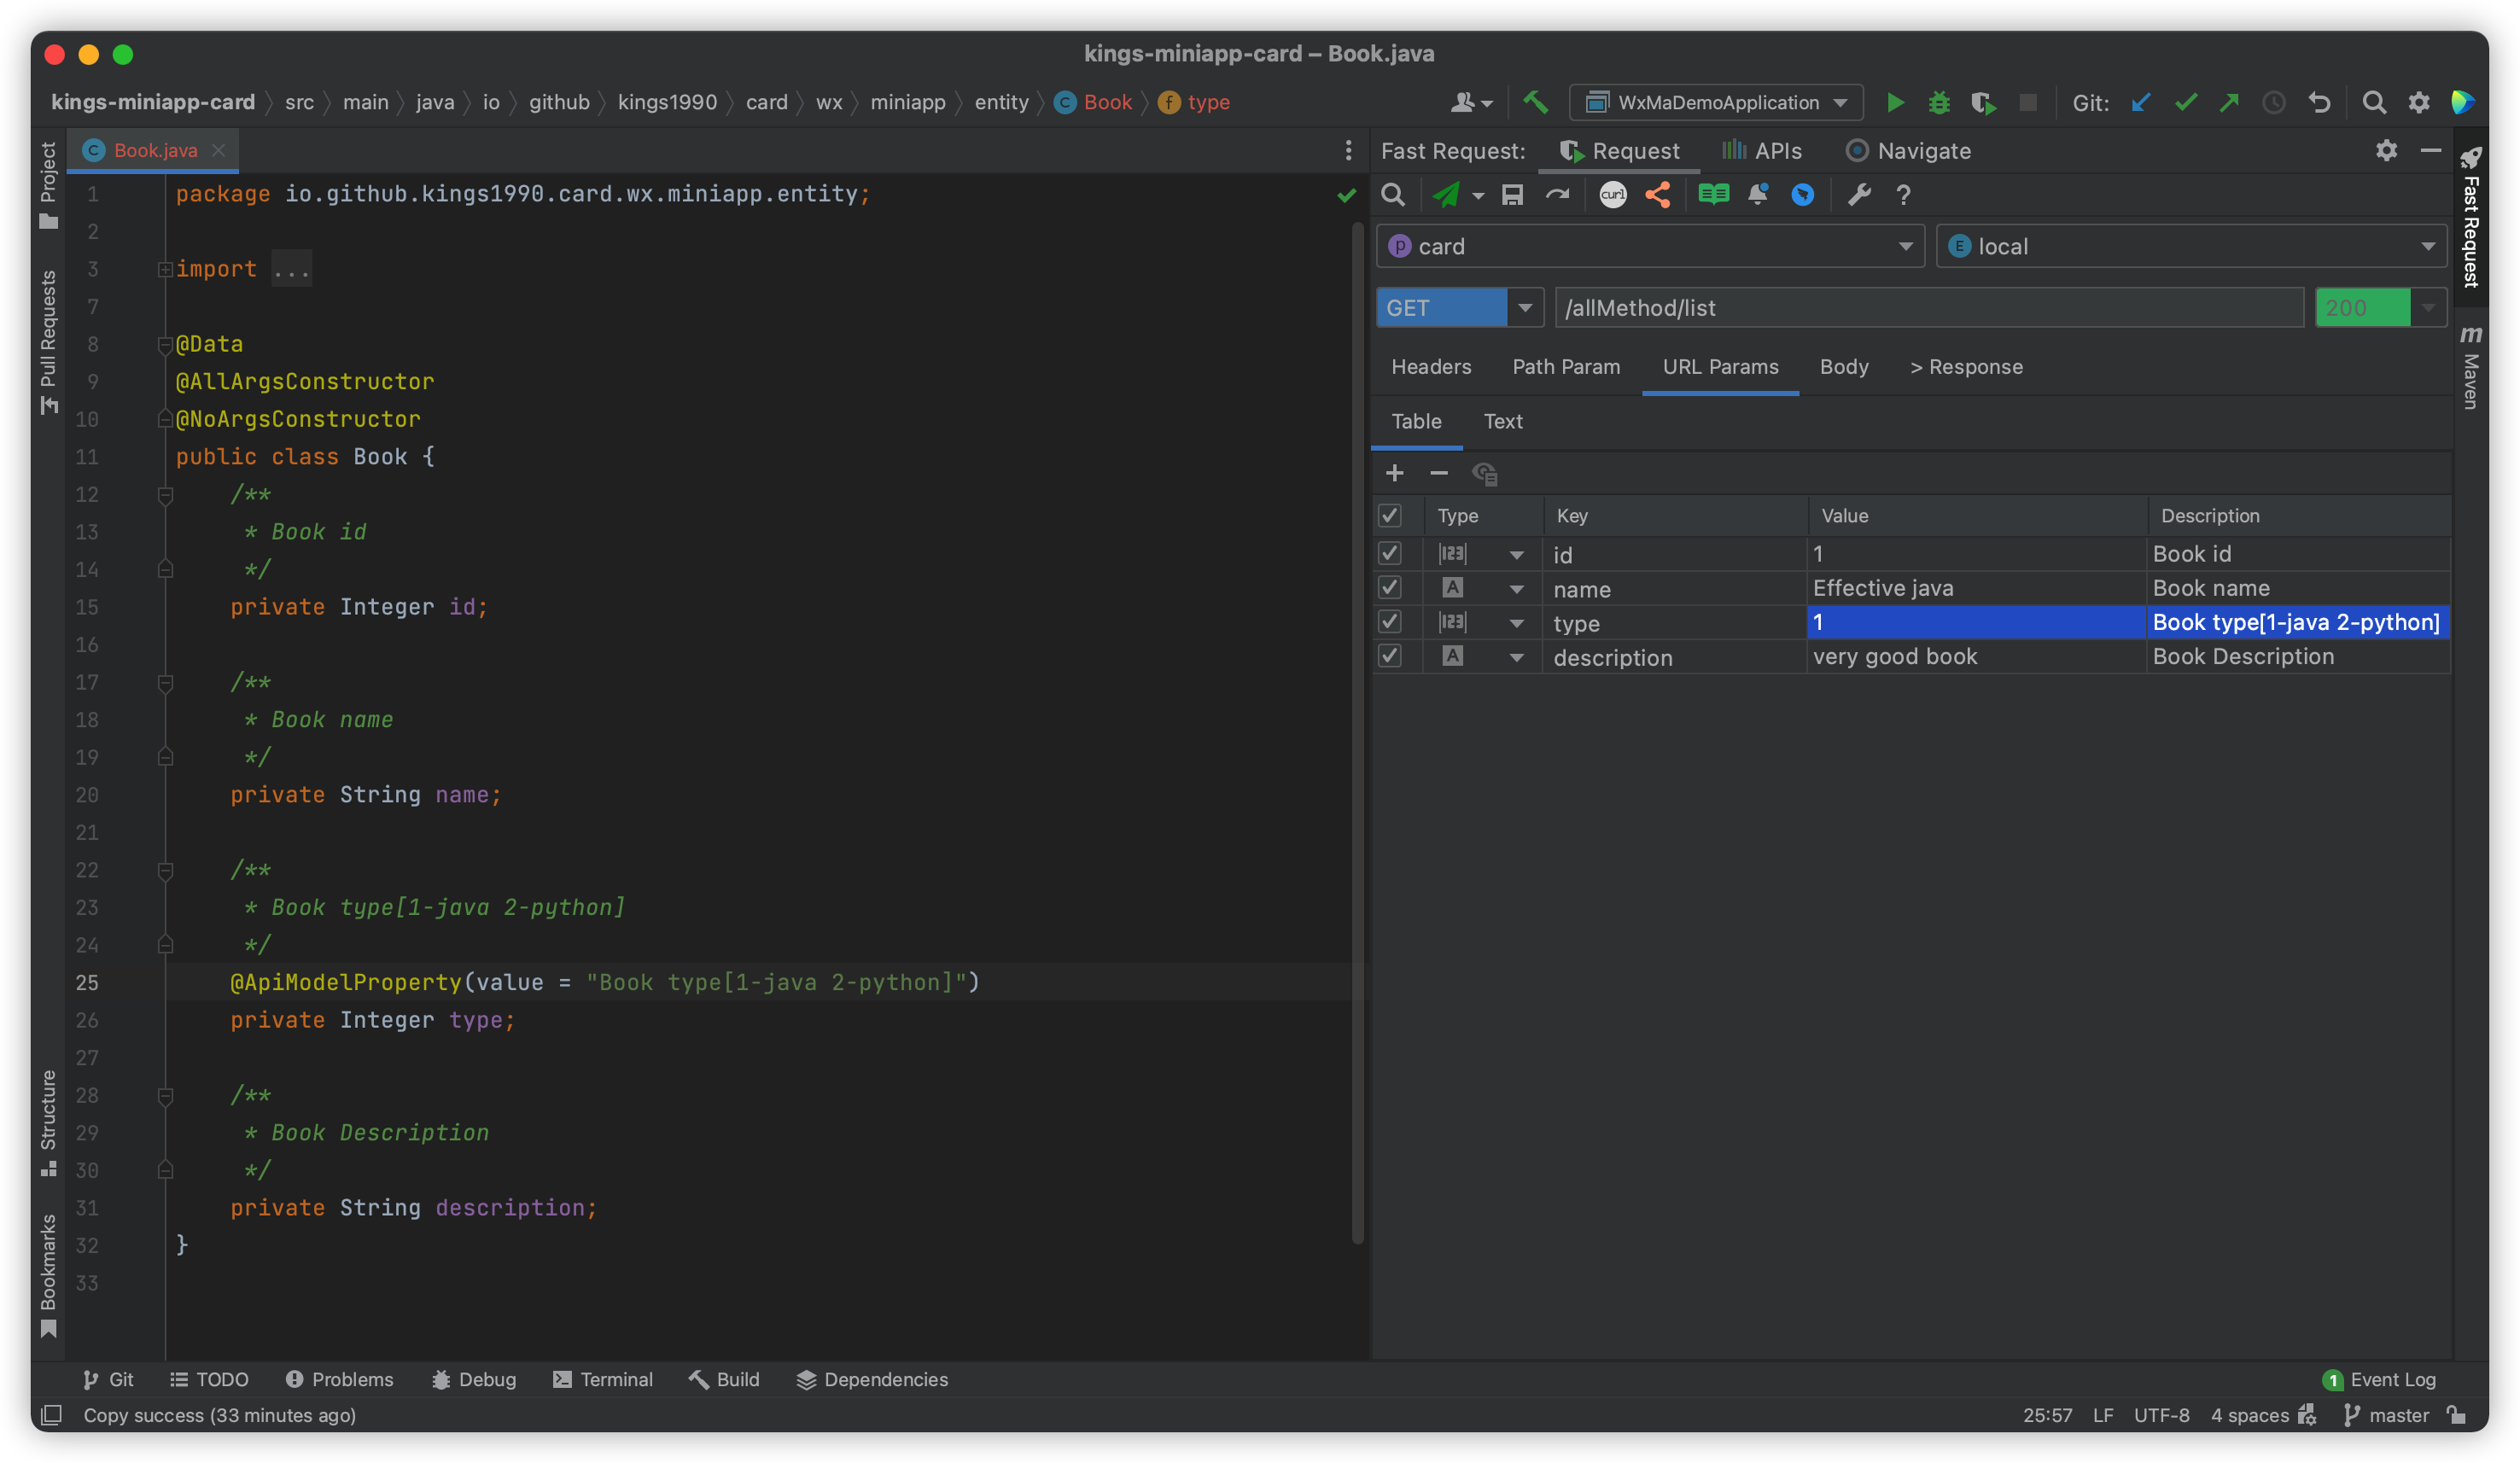 kings-miniapp-card – Book.java
kings-miniapp-card src main java io github kings1990 card wx miniapp entity C Book f type
WxMaDemoApplication
Git:
Project
Pull Requests
Structure
Bookmarks
C Book.java
1 package io.github.kings1990.card.wx.miniapp.entity;
2
3 import ...
7
8 @Data
9 @AllArgsConstructor
10 @NoArgsConstructor
11 public class Book {
12 /**
13 * Book id
14 */
15 private Integer id;
16
17 /**
18 * Book name
19 */
20 private String name;
21
22 /**
23 * Book type[1-java 2-python]
24 */
25 @ApiModelProperty(value = "Book type[1-java 2-python]")
26 private Integer type;
27
28 /**
29 * Book Description
30 */
31 private String description;
32 }
33
Fast Request: Request APIs Navigate
curl ?
p card E local
GET /allMethod/list 200
Headers Path Param URL Params Body > Response
Table Text
Type Key Value Description
123 id 1 Book id
A name Effective java Book name
123 type 1 Book type[1-java 2-python]
A description very good book Book Description
Fast Request
m Maven
Git TODO Problems Debug Terminal Build Dependencies 1 Event Log
Copy success (33 minutes ago) 25:57 LF UTF-8 4 spaces master